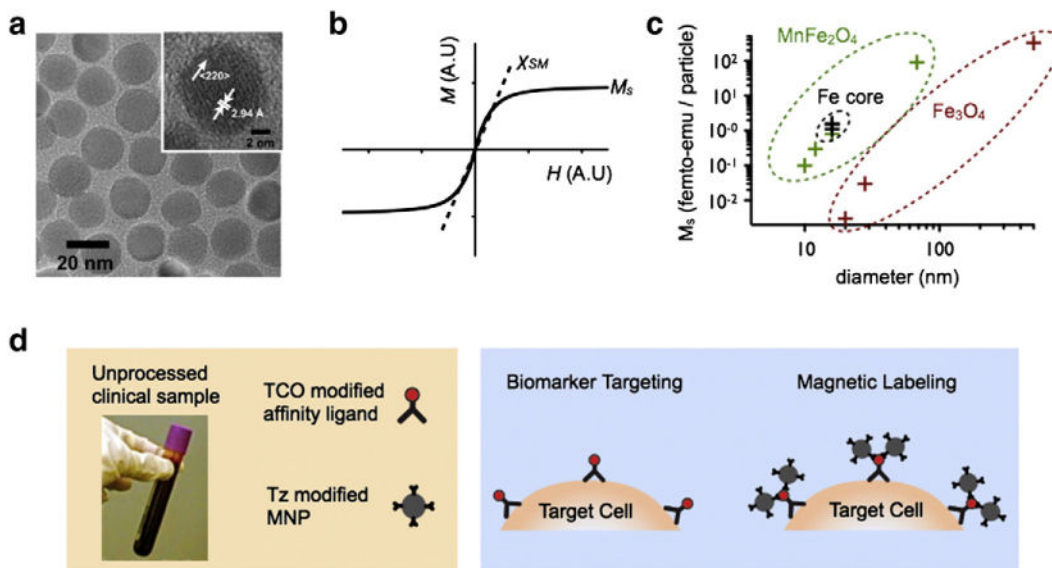 a
<220>
2.94 Å
2 nm
20 nm
b
M (A.U)
χSM
Ms
H (A.U)
c
MnFe₂O₄
Fe core
Fe₃O₄
Ms (femto-emu / particle)
10²
10¹
10⁻⁰
10⁻¹
10⁻²
10
100
diameter (nm)
d
Unprocessed
clinical sample
TCO modified
affinity ligand
Tz modified
MNP
Biomarker Targeting
Target Cell
Magnetic Labeling
Target Cell